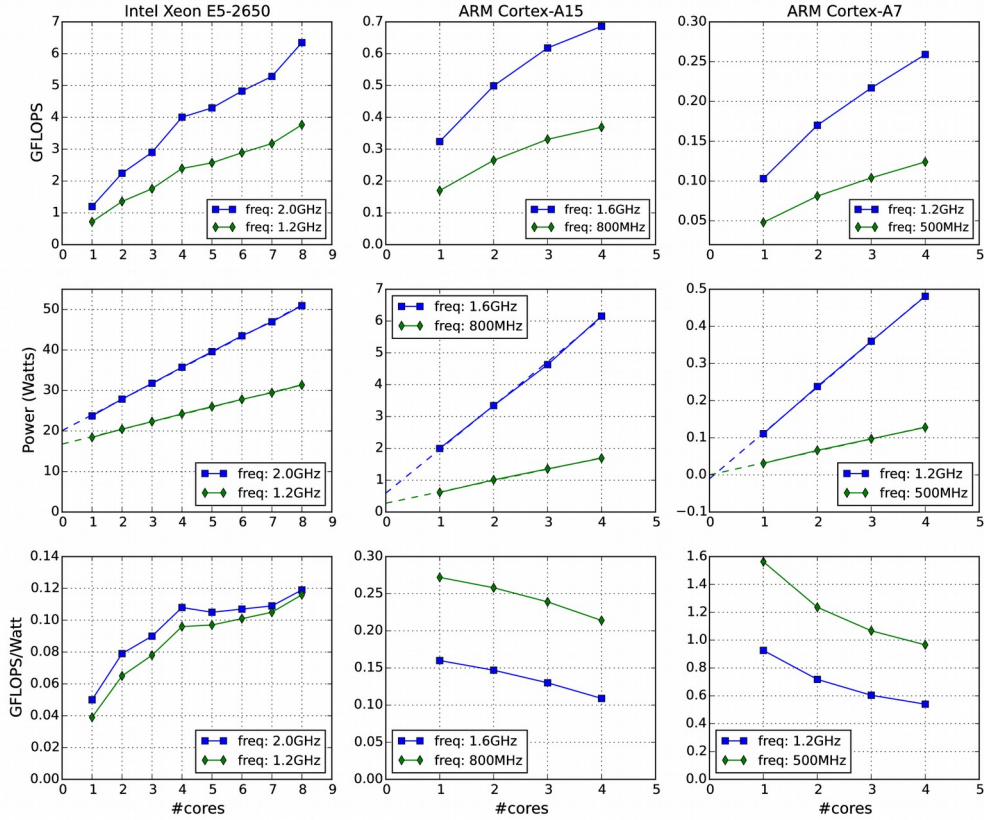 Intel Xeon E5-2650
ARM Cortex-A15
ARM Cortex-A7
GFLOPS
7
6
5
4
3
2
1
0
0 1 2 3 4 5 6 7 8 9
freq: 2.0GHz
freq: 1.2GHz
0.7
0.6
0.5
0.4
0.3
0.2
0.1
0.0
0 1 2 3 4 5
freq: 1.6GHz
freq: 800MHz
0.30
0.25
0.20
0.15
0.10
0.05
0 1 2 3 4 5
freq: 1.2GHz
freq: 500MHz
Power (Watts)
50
40
30
20
10
0
0 1 2 3 4 5 6 7 8 9
freq: 2.0GHz
freq: 1.2GHz
7
6
5
4
3
2
1
0
0 1 2 3 4 5
freq: 1.6GHz
freq: 800MHz
0.5
0.4
0.3
0.2
0.1
0.0
−0.1
0 1 2 3 4 5
freq: 1.2GHz
freq: 500MHz
GFLOPS/Watt
0.14
0.12
0.10
0.08
0.06
0.04
0.02
0.00
0 1 2 3 4 5 6 7 8 9
freq: 2.0GHz
freq: 1.2GHz
#cores
0.30
0.25
0.20
0.15
0.10
0.05
0.00
0 1 2 3 4 5
freq: 1.6GHz
freq: 800MHz
#cores
1.6
1.4
1.2
1.0
0.8
0.6
0.4
0.2
0.0
0 1 2 3 4 5
freq: 1.2GHz
freq: 500MHz
#cores